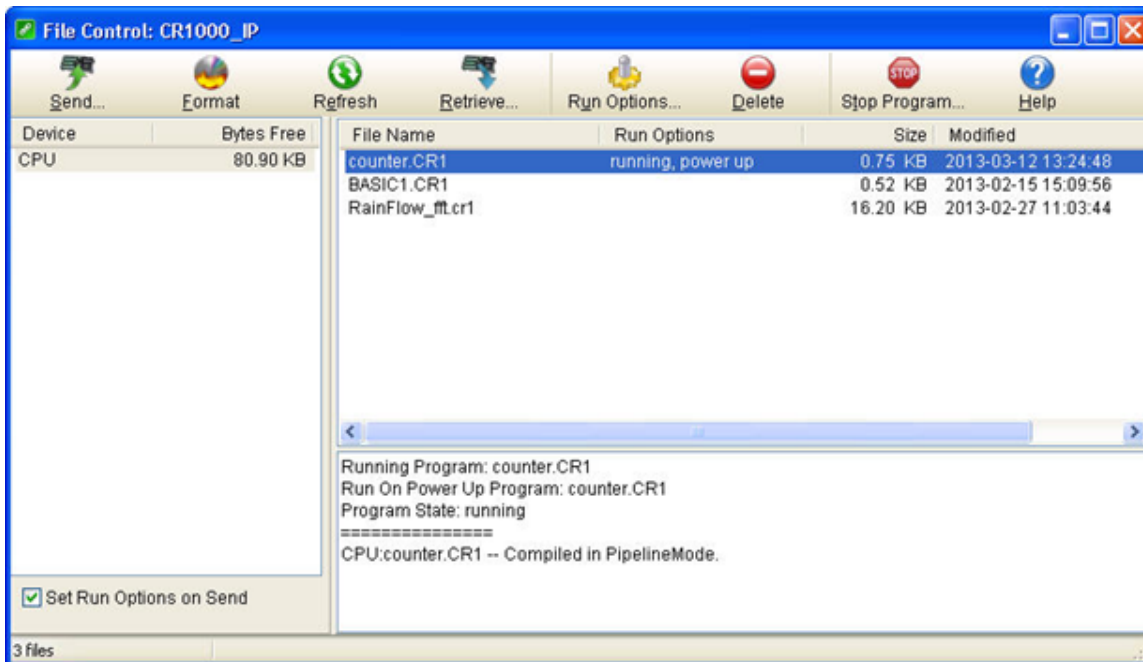 File Control: CR1000_IP
Send... Format Refresh Retrieve... Run Options... Delete STOP Stop Program... ? Help
Device Bytes Free
CPU 80.90 KB
File Name Run Options Size Modified
counter.CR1 running, power up 0.75 KB 2013-03-12 13:24:48
BASIC1.CR1 0.52 KB 2013-02-15 15:09:56
RainFlow_fft.cr1 16.20 KB 2013-02-27 11:03:44
Running Program: counter.CR1
Run On Power Up Program: counter.CR1
Program State: running
===============
CPU:counter.CR1 -- Compiled in PipelineMode.
Set Run Options on Send
3 files